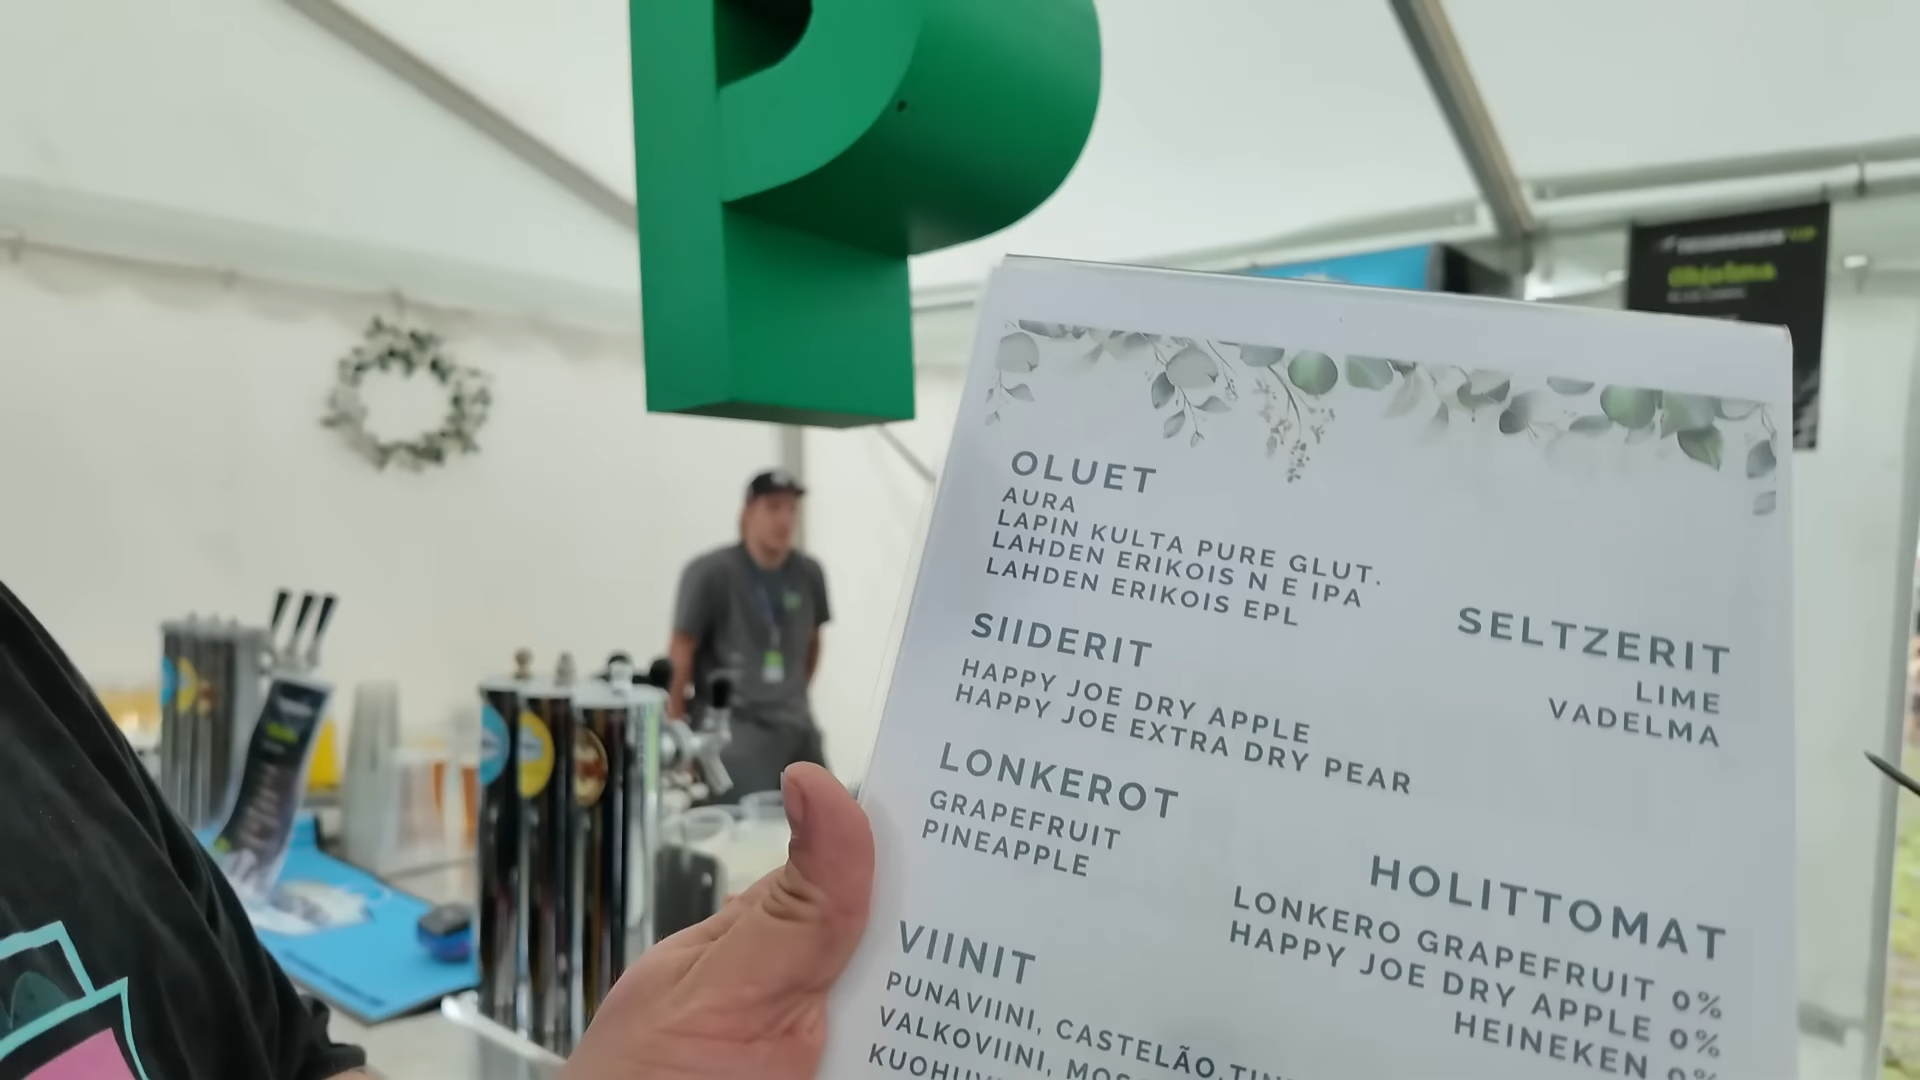 P
Ohjelma
OLUET
AURA
LAPIN KULTA PURE GLUT.
LAHDEN ERIKOIS N E IPA
LAHDEN ERIKOIS EPL
SIIDERIT
HAPPY JOE DRY APPLE
HAPPY JOE EXTRA DRY PEAR
LONKEROT
GRAPEFRUIT
PINEAPPLE
VIINIT
PUNAVIINI, CASTELÃO,
VALKOVIINI,
SELTZERIT
LIME
VADELMA
HOLITTOMAT
LONKERO GRAPEFRUIT 0%
HAPPY JOE DRY APPLE 0%
HEINEKEN 0%